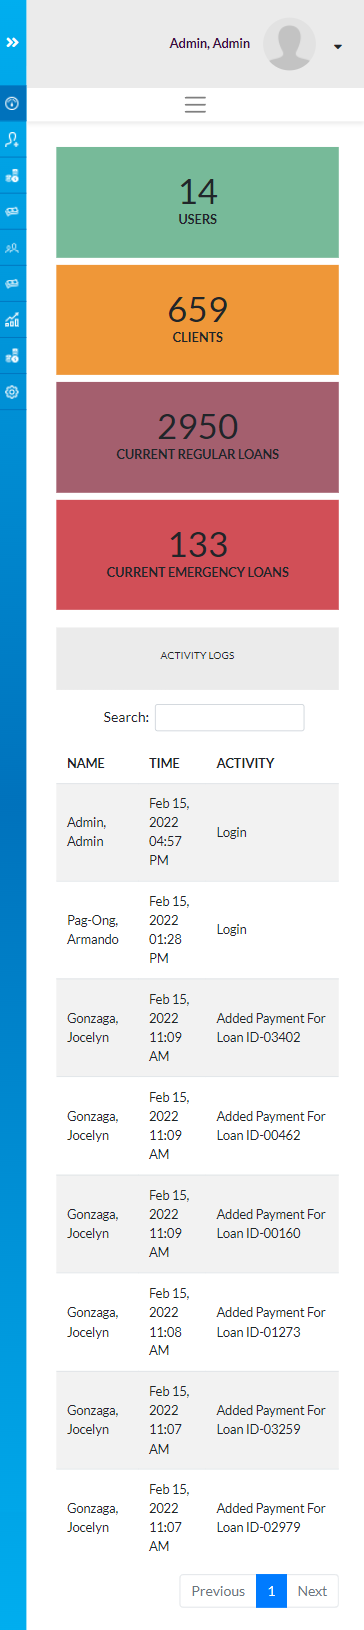 Admin, Admin
14
USERS
659
CLIENTS
2950
CURRENT REGULAR LOANS
133
CURRENT EMERGENCY LOANS
ACTIVITY LOGS
Search:
NAME TIME ACTIVITY
Admin, Admin
Feb 15, 2022 04:57 PM
Login
Pag-Ong, Armando
Feb 15, 2022 01:28 PM
Login
Gonzaga, Jocelyn
Feb 15, 2022 11:09 AM
Added Payment For Loan ID-03402
Gonzaga, Jocelyn
Feb 15, 2022 11:09 AM
Added Payment For Loan ID-00462
Gonzaga, Jocelyn
Feb 15, 2022 11:09 AM
Added Payment For Loan ID-00160
Gonzaga, Jocelyn
Feb 15, 2022 11:08 AM
Added Payment For Loan ID-01273
Gonzaga, Jocelyn
Feb 15, 2022 11:07 AM
Added Payment For Loan ID-03259
Gonzaga, Jocelyn
Feb 15, 2022 11:07 AM
Added Payment For Loan ID-02979
Previous 1 Next